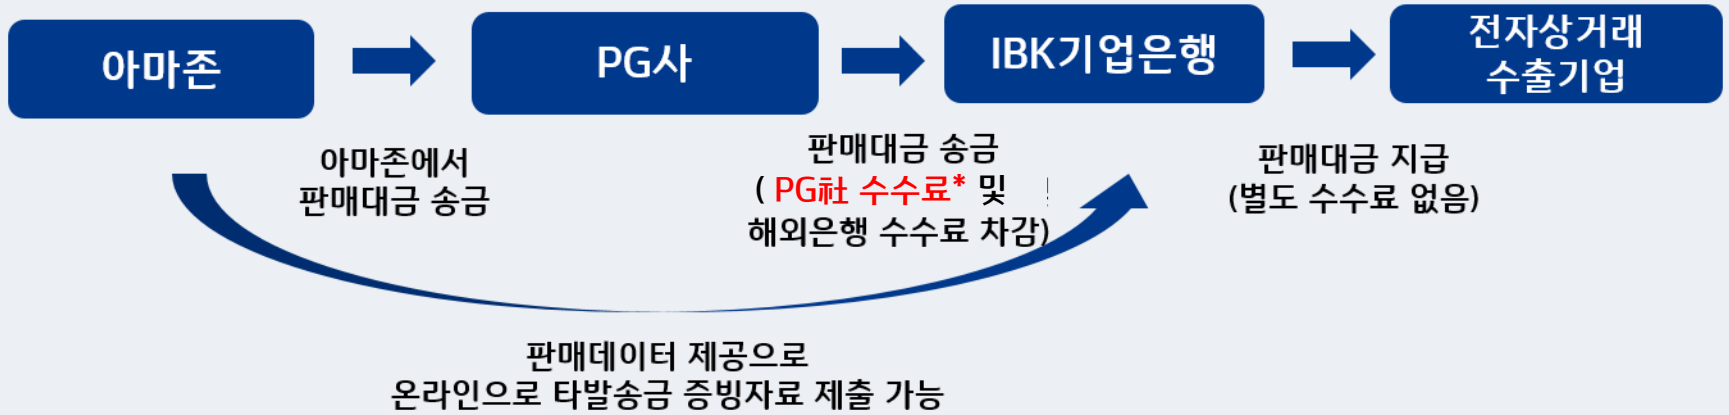 아마존
PG사
IBK기업은행
전자상거래
수출기업
아마존에서
판매대금 송금
판매대금 송금
( PG社 수수료* 및
해외은행 수수료 차감)
판매대금 지급
(별도 수수료 없음)
판매데이터 제공으로
온라인으로 타발송금 증빙자료 제출 가능